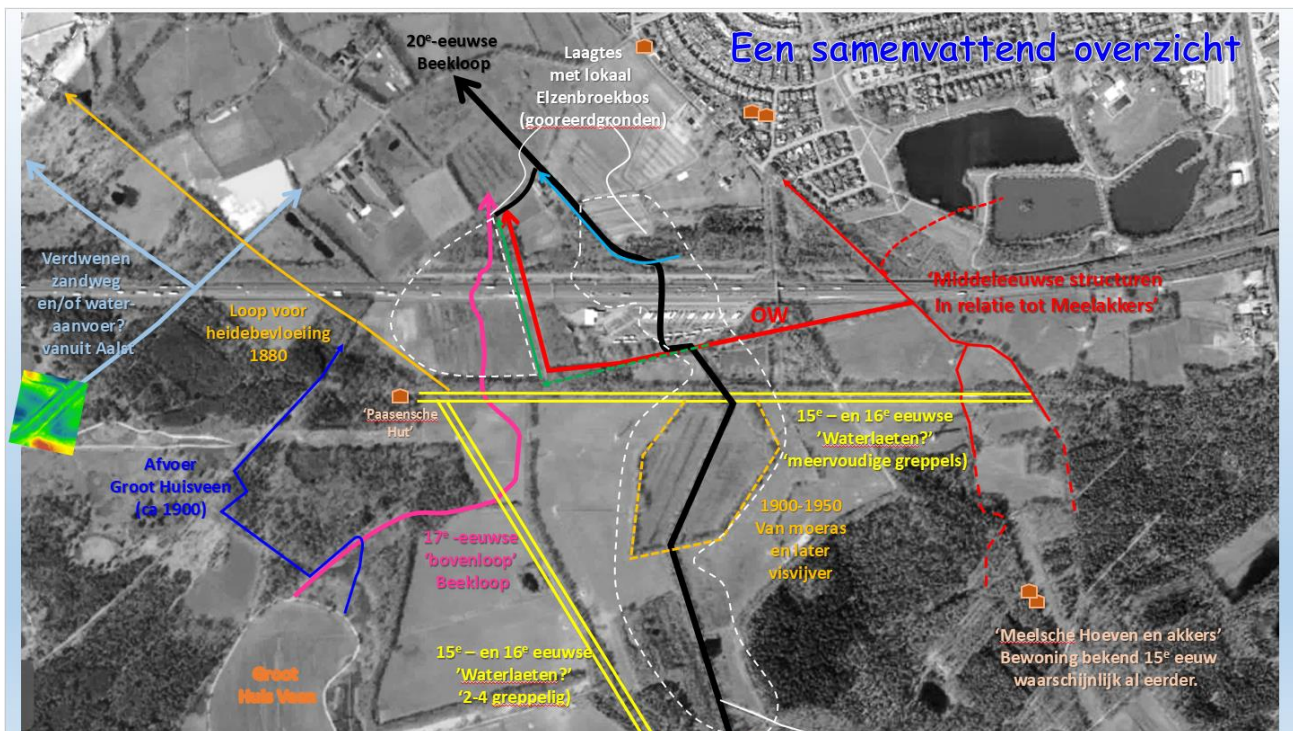 Een samenvattend overzicht
20e-eeuwse
Beekloop
Laagtes
met lokaal
Elzenbroekbos
(gooreerdgronden)
Verdwenen
zandweg
en/of water-
aanvoer?
vanuit Aalst
Loop voor
heidebevloeiing
1880
'Middeleeuwse structuren
In relatie tot Meelakkers'
OW
'Paasensche
Hut'
15e – en 16e eeuwse
'Waterlaeten?'
'meervoudige greppels)
Afvoer
Groot Huisveen
(ca 1900)
1900-1950
Van moeras
en later
visvijver
17e -eeuwse
'bovenloop'
Beekloop
15e – en 16e eeuwse
'Waterlaeten?'
'2-4 greppelig)
'Meelsche Hoeven en akkers'
Bewoning bekend 15e eeuw
waarschijnlijk al eerder.
Groot
Huis Veen